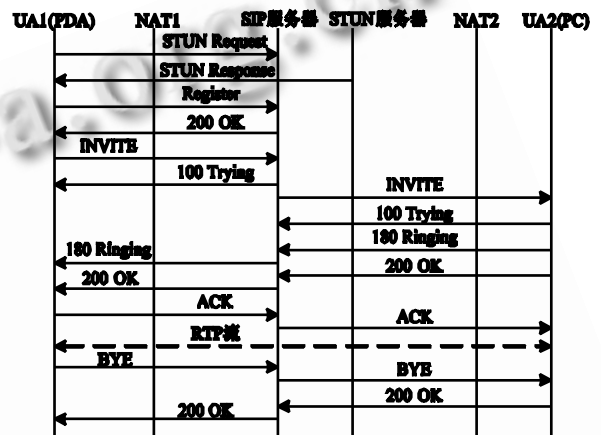 UA1(PDA) NAT1 SIP服务器 STUN服务器 NAT2 UA2(PC)
STUN Request
STUN Response
Register
200 OK
INVITE
100 Trying
INVITE
100 Trying
180 Ringing
180 Ringing
200 OK
200 OK
ACK
ACK
RTP流
BYE
BYE
200 OK
200 OK